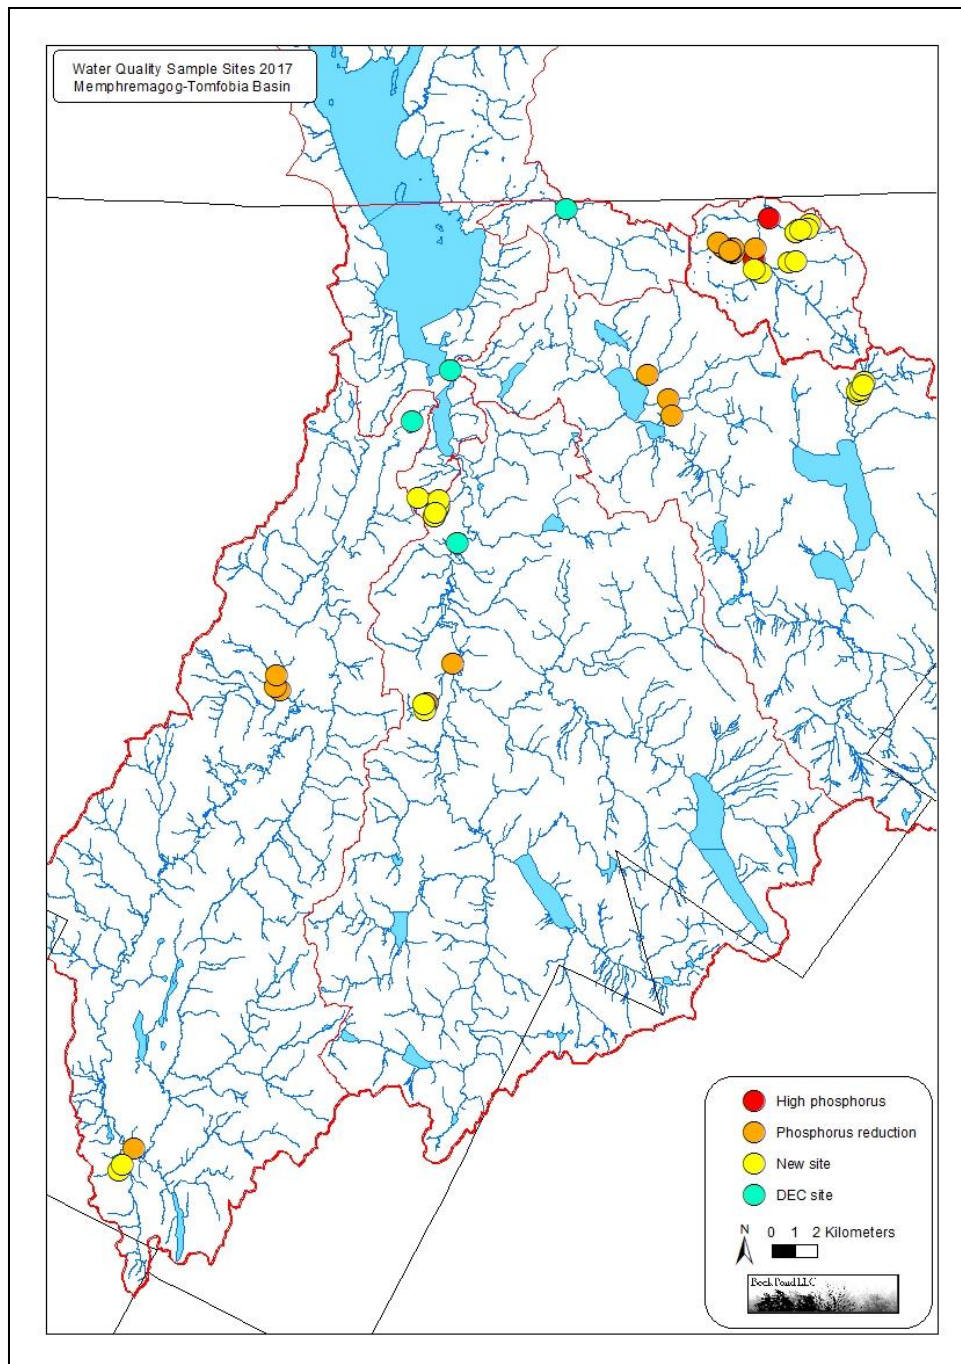 Water Quality Sample Sites 2017
Memphremagog-Tomfobia Basin
High phosphorus
Phosphorus reduction
New site
DEC site
N
0 1 2 Kilometers
Beck Pond LLC